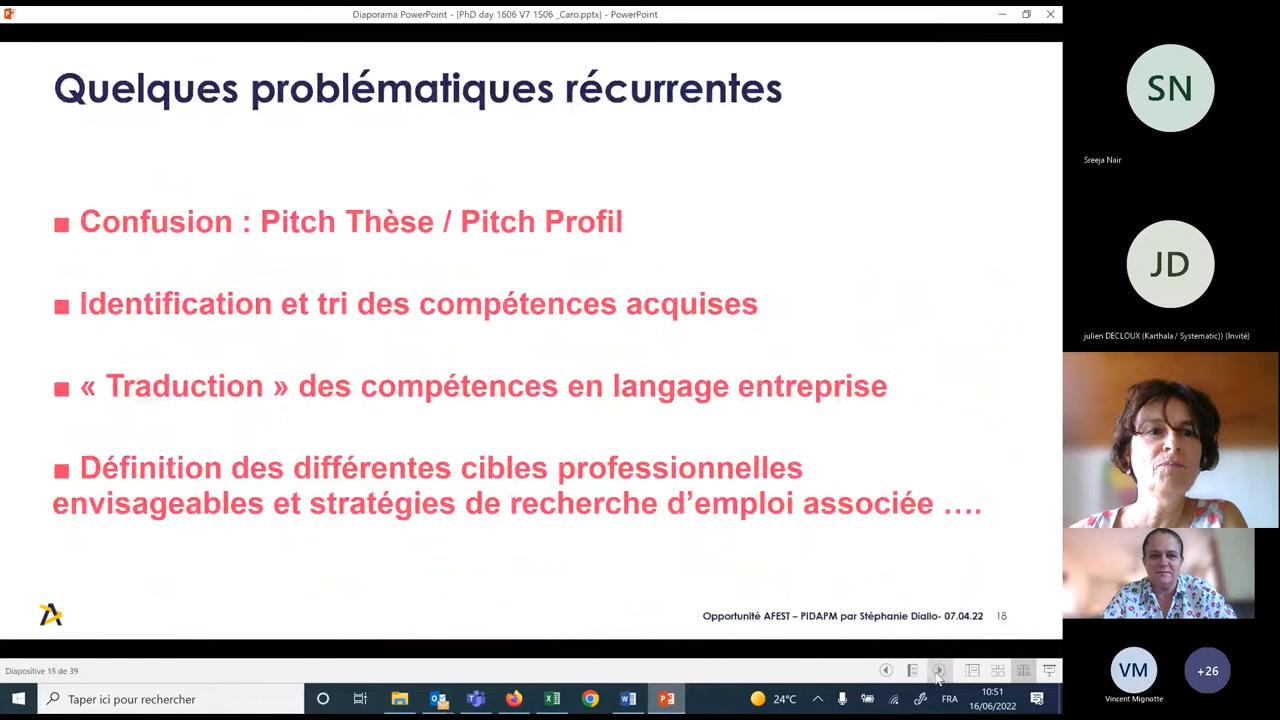 Diaporama PowerPoint - [PhD day 1606 V7 1506 _Caro.pptx] - PowerPoint
Quelques problématiques récurrentes
■ Confusion : Pitch Thèse / Pitch Profil
■ Identification et tri des compétences acquises
■ « Traduction » des compétences en langage entreprise
■ Définition des différentes cibles professionnelles
envisageables et stratégies de recherche d’emploi associée ….
Opportunité AFEST – PIDAPM par Stéphanie Diallo- 07.04.22 18
Diapositive 15 de 39
Taper ici pour rechercher
24°C
FRA
10:51
16/06/2022
SN
Sreeja Nair
JD
julien DECLOUX (Karthala / Systematic)) (Invité)
VM
Vincent Mignotte
+26